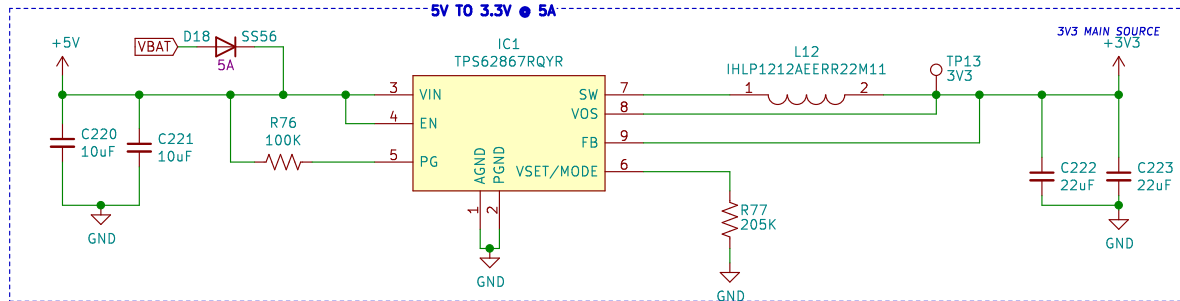 5V TO 3.3V @ 5A
+5V
VBAT
D18
SS56
5A
IC1
TPS62867RQYR
L12
IHLP1212AEERR22M11
TP13
3V3
3V3 MAIN SOURCE
+3V3
3
VIN
4
EN
5
PG
SW
7
VOS
8
FB
9
VSET/MODE
6
AGND
PGND
1
2
1
2
R76
100K
C220
10uF
C221
10uF
GND
GND
R77
205K
GND
C222
22uF
C223
22uF
GND